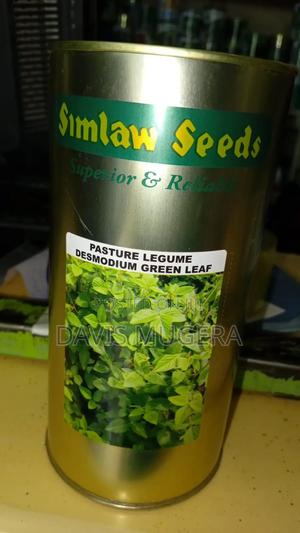 Simlaw Seeds
Superior & Reliable
PASTURE LEGUME
DESMODIUM GREEN LEAF
DAVIS MUGERA